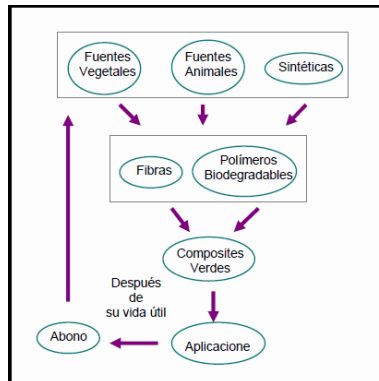 Fuentes
Vegetales
Fuentes
Animales
Sintéticas
Fibras
Polímeros
Biodegradables
Composites
Verdes
Después
de
su vida útil
Abono
Aplicacione